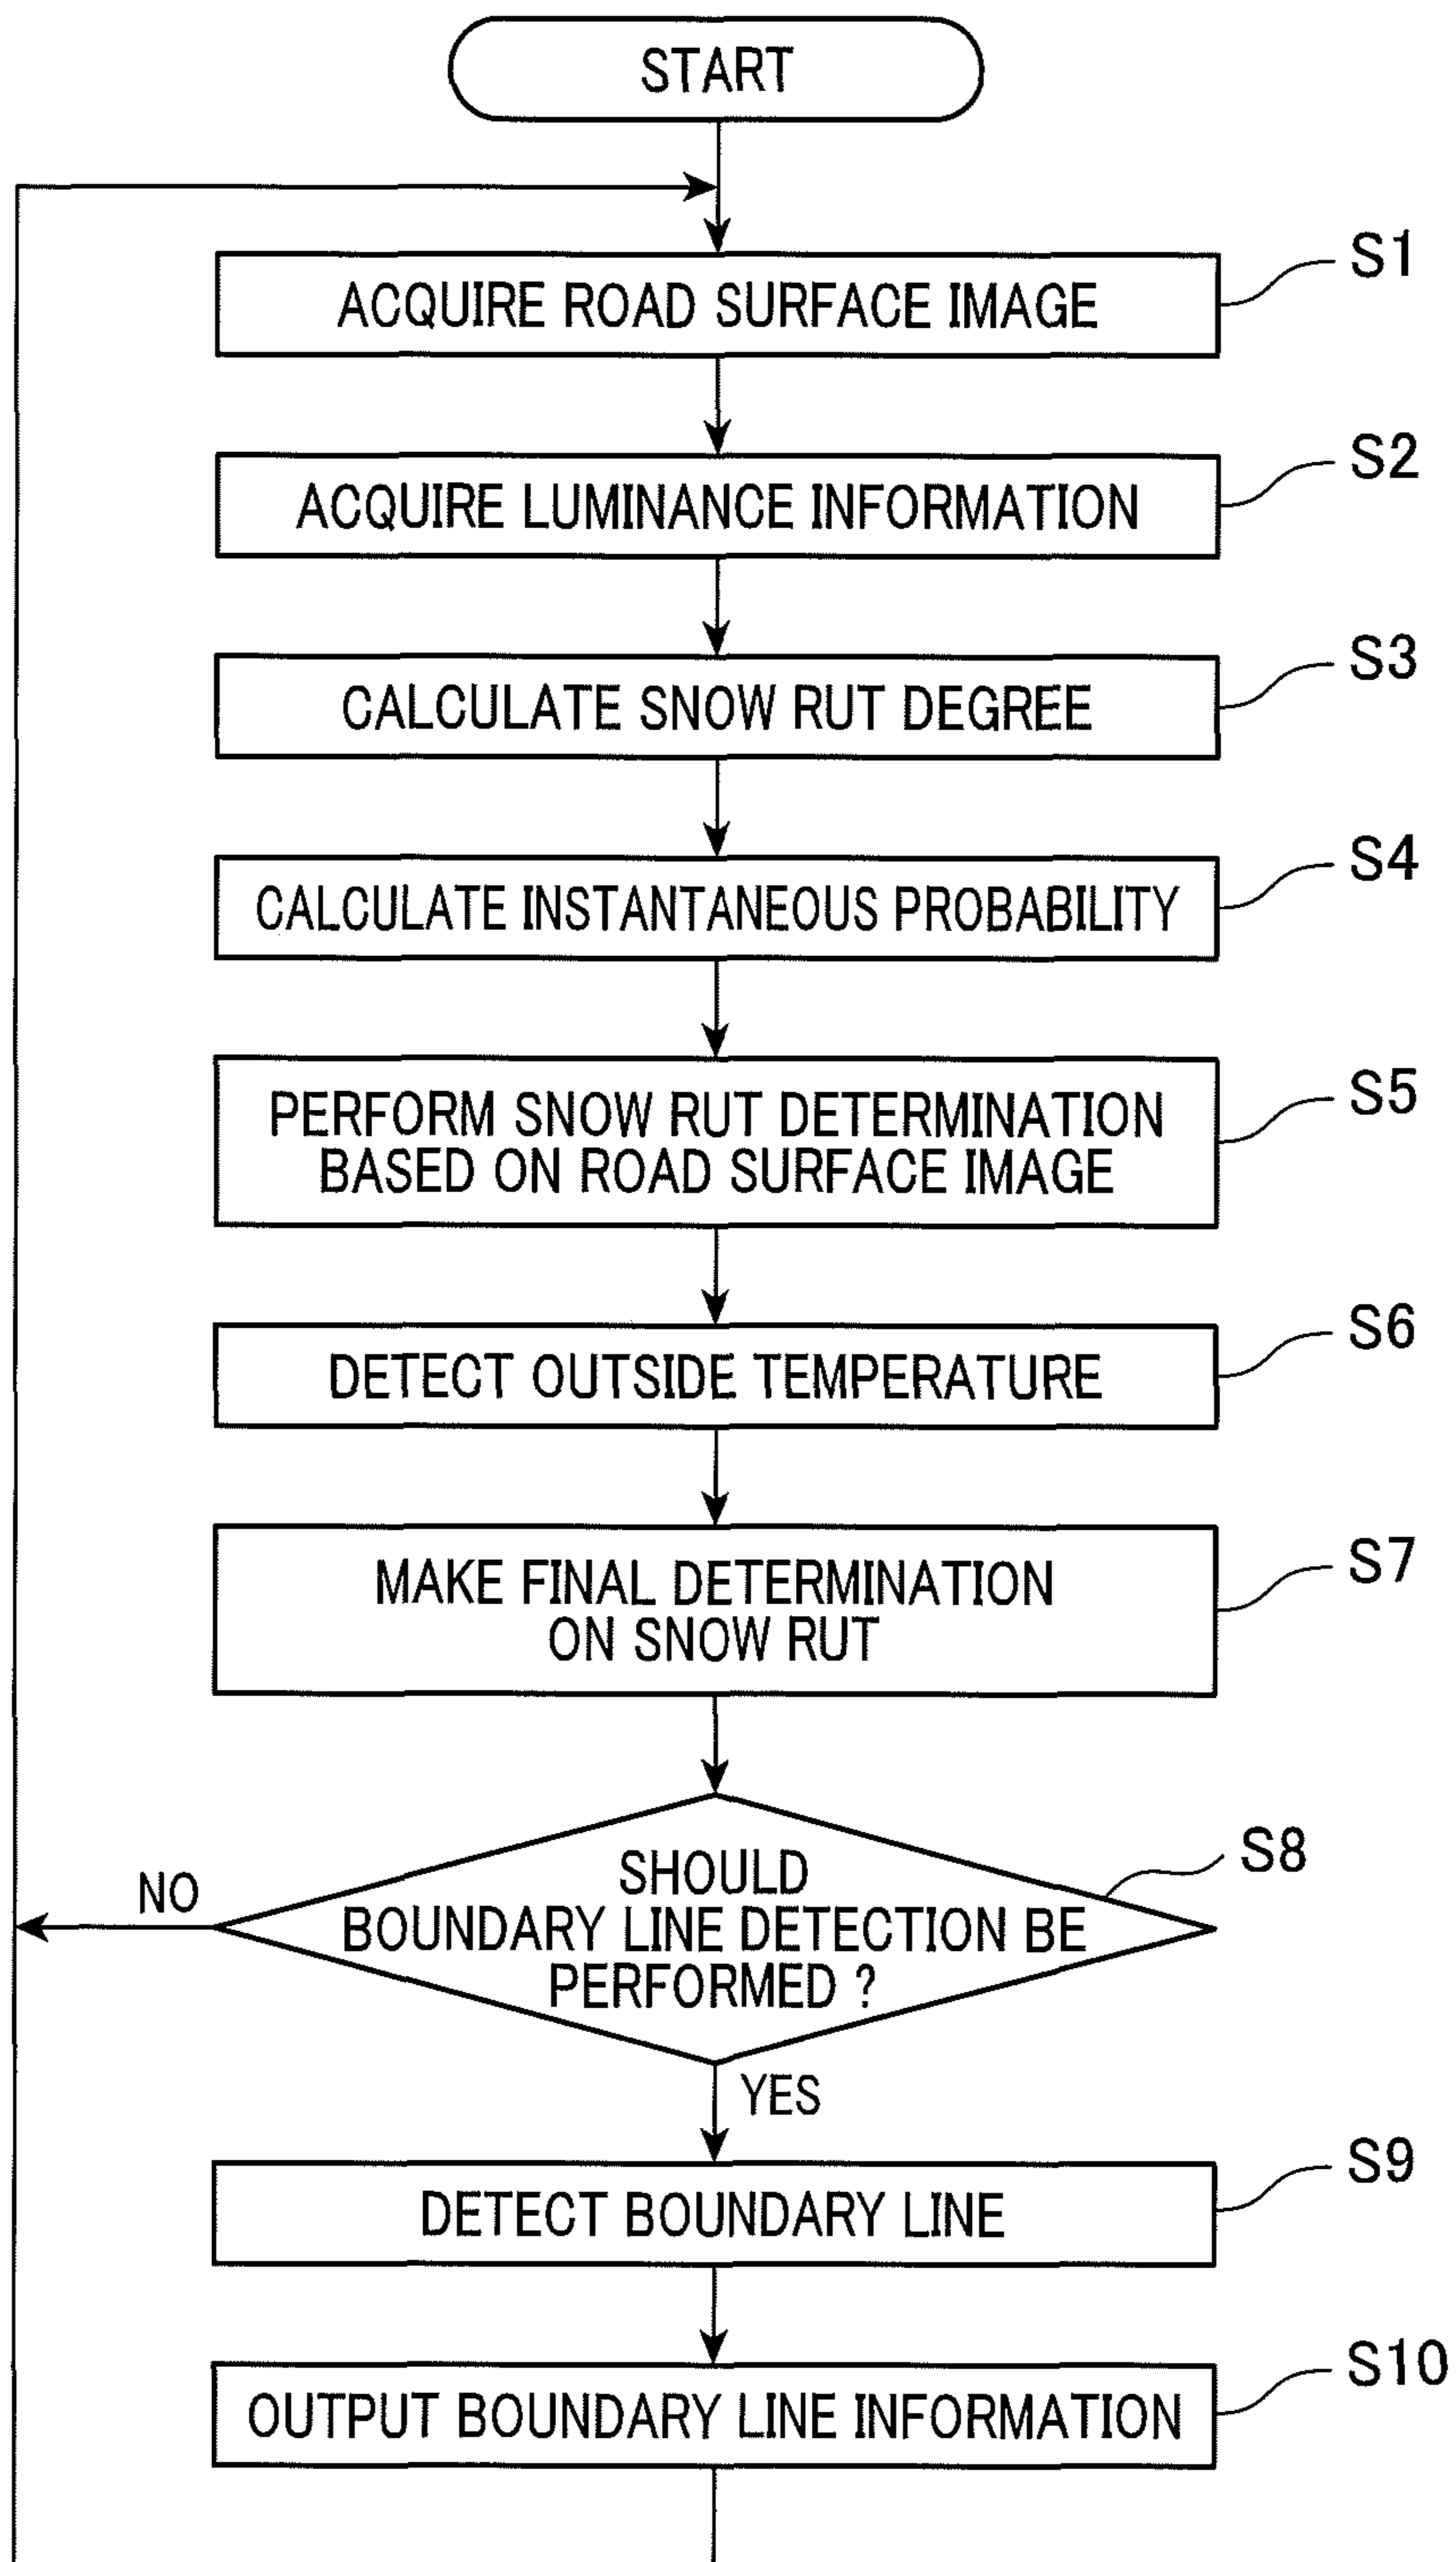 START
S1
ACQUIRE ROAD SURFACE IMAGE
S2
ACQUIRE LUMINANCE INFORMATION
S3
CALCULATE SNOW RUT DEGREE
S4
CALCULATE INSTANTANEOUS PROBABILITY
S5
PERFORM SNOW RUT DETERMINATION
BASED ON ROAD SURFACE IMAGE
S6
DETECT OUTSIDE TEMPERATURE
S7
MAKE FINAL DETERMINATION
ON SNOW RUT
S8
SHOULD
BOUNDARY LINE DETECTION BE
PERFORMED ?
NO
YES
S9
DETECT BOUNDARY LINE
S10
OUTPUT BOUNDARY LINE INFORMATION